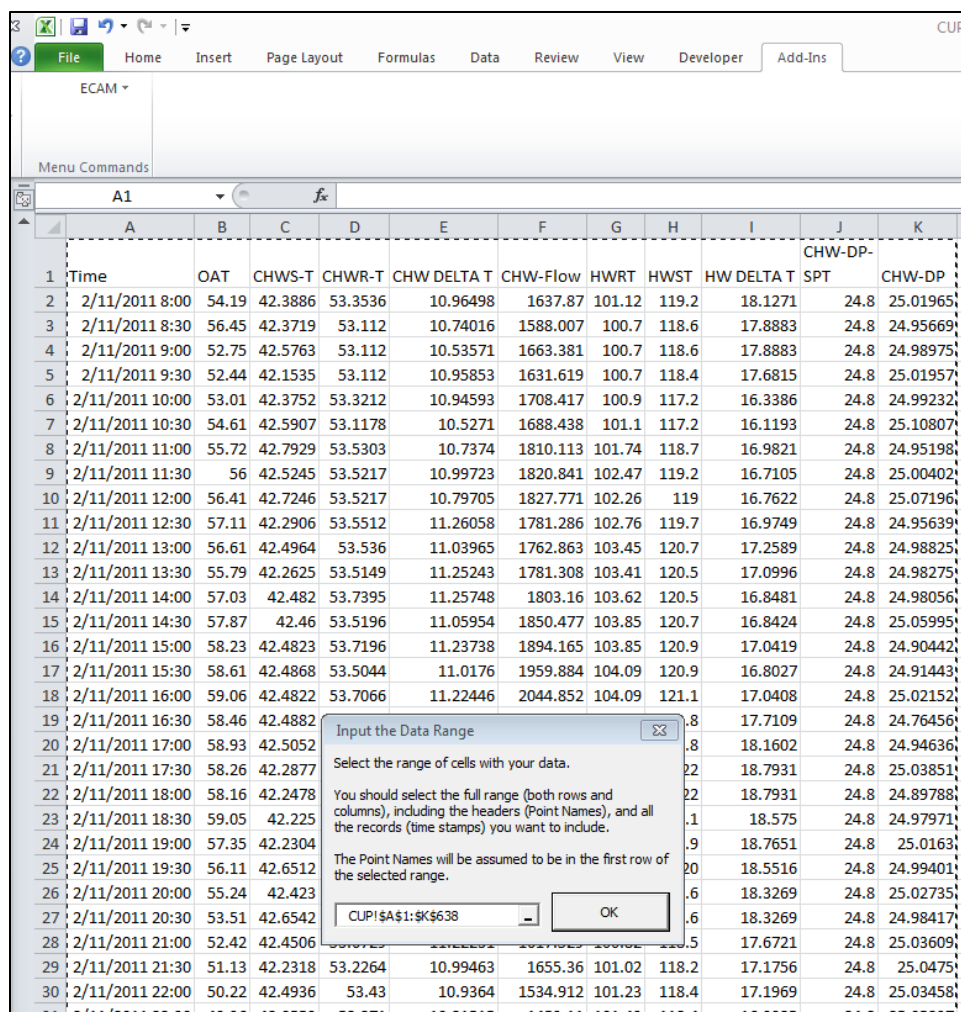 CUP
File Home Insert Page Layout Formulas Data Review View Developer Add-Ins
ECAM
Menu Commands
A1 fx
A B C D E F G H I J K
CHW-DP-
1 Time OAT CHWS-T CHWR-T CHW DELTA T CHW-Flow HWRT HWST HW DELTA T SPT CHW-DP
2 2/11/2011 8:00 54.19 42.3886 53.3536 10.96498 1637.87 101.12 119.2 18.1271 24.8 25.01965
3 2/11/2011 8:30 56.45 42.3719 53.112 10.74016 1588.007 100.7 118.6 17.8883 24.8 24.95669
4 2/11/2011 9:00 52.75 42.5763 53.112 10.53571 1663.381 100.7 118.6 17.8883 24.8 24.98975
5 2/11/2011 9:30 52.44 42.1535 53.112 10.95853 1631.619 100.7 118.4 17.6815 24.8 25.01957
6 2/11/2011 10:00 53.01 42.3752 53.3212 10.94593 1708.417 100.9 117.2 16.3386 24.8 24.99232
7 2/11/2011 10:30 54.61 42.5907 53.1178 10.5271 1688.438 101.1 117.2 16.1193 24.8 25.10807
8 2/11/2011 11:00 55.72 42.7929 53.5303 10.7374 1810.113 101.74 118.7 16.9821 24.8 24.95198
9 2/11/2011 11:30 56 42.5245 53.5217 10.99723 1820.841 102.47 119.2 16.7105 24.8 25.00402
10 2/11/2011 12:00 56.41 42.7246 53.5217 10.79705 1827.771 102.26 119 16.7622 24.8 25.07196
11 2/11/2011 12:30 57.11 42.2906 53.5512 11.26058 1781.286 102.76 119.7 16.9749 24.8 24.95639
12 2/11/2011 13:00 56.61 42.4964 53.536 11.03965 1762.863 103.45 120.7 17.2589 24.8 24.98825
13 2/11/2011 13:30 55.79 42.2625 53.5149 11.25243 1781.308 103.41 120.5 17.0996 24.8 24.98275
14 2/11/2011 14:00 57.03 42.482 53.7395 11.25748 1803.16 103.62 120.5 16.8481 24.8 24.98056
15 2/11/2011 14:30 57.87 42.46 53.5196 11.05954 1850.477 103.85 120.7 16.8424 24.8 25.05995
16 2/11/2011 15:00 58.23 42.4823 53.7196 11.23738 1894.165 103.85 120.9 17.0419 24.8 24.90442
17 2/11/2011 15:30 58.61 42.4868 53.5044 11.0176 1959.884 104.09 120.9 16.8027 24.8 24.91443
18 2/11/2011 16:00 59.06 42.4822 53.7066 11.22446 2044.852 104.09 121.1 17.0408 24.8 25.02152
19 2/11/2011 16:30 58.46 42.4882 .8 17.7109 24.8 24.76456
20 2/11/2011 17:00 58.93 42.5052 .8 18.1602 24.8 24.94636
21 2/11/2011 17:30 58.26 42.2877 22 18.7931 24.8 25.03851
22 2/11/2011 18:00 58.16 42.2478 22 18.7931 24.8 24.89788
23 2/11/2011 18:30 59.05 42.225 .1 18.575 24.8 24.97971
24 2/11/2011 19:00 57.35 42.2304 .9 18.7651 24.8 25.0163
25 2/11/2011 19:30 56.11 42.6512 20 18.5516 24.8 24.99401
26 2/11/2011 20:00 55.24 42.423 .6 18.3269 24.8 25.02735
27 2/11/2011 20:30 53.51 42.6542 .6 18.3269 24.8 24.98417
28 2/11/2011 21:00 52.42 42.4506 .5 17.6721 24.8 25.03609
29 2/11/2011 21:30 51.13 42.2318 53.2264 10.99463 1655.36 101.02 118.2 17.1756 24.8 25.0475
30 2/11/2011 22:00 50.22 42.4936 53.43 10.9364 1534.912 101.23 118.4 17.1969 24.8 25.03458
Input the Data Range
Select the range of cells with your data.
You should select the full range (both rows and
columns), including the headers (Point Names), and all
the records (time stamps) you want to include.
The Point Names will be assumed to be in the first row of
the selected range.
CUP!$A$1:$K$638
OK